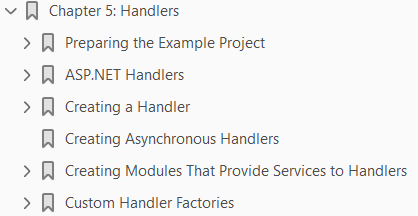 Chapter 5: Handlers
Preparing the Example Project
ASP.NET Handlers
Creating a Handler
Creating Asynchronous Handlers
Creating Modules That Provide Services to Handlers
Custom Handler Factories